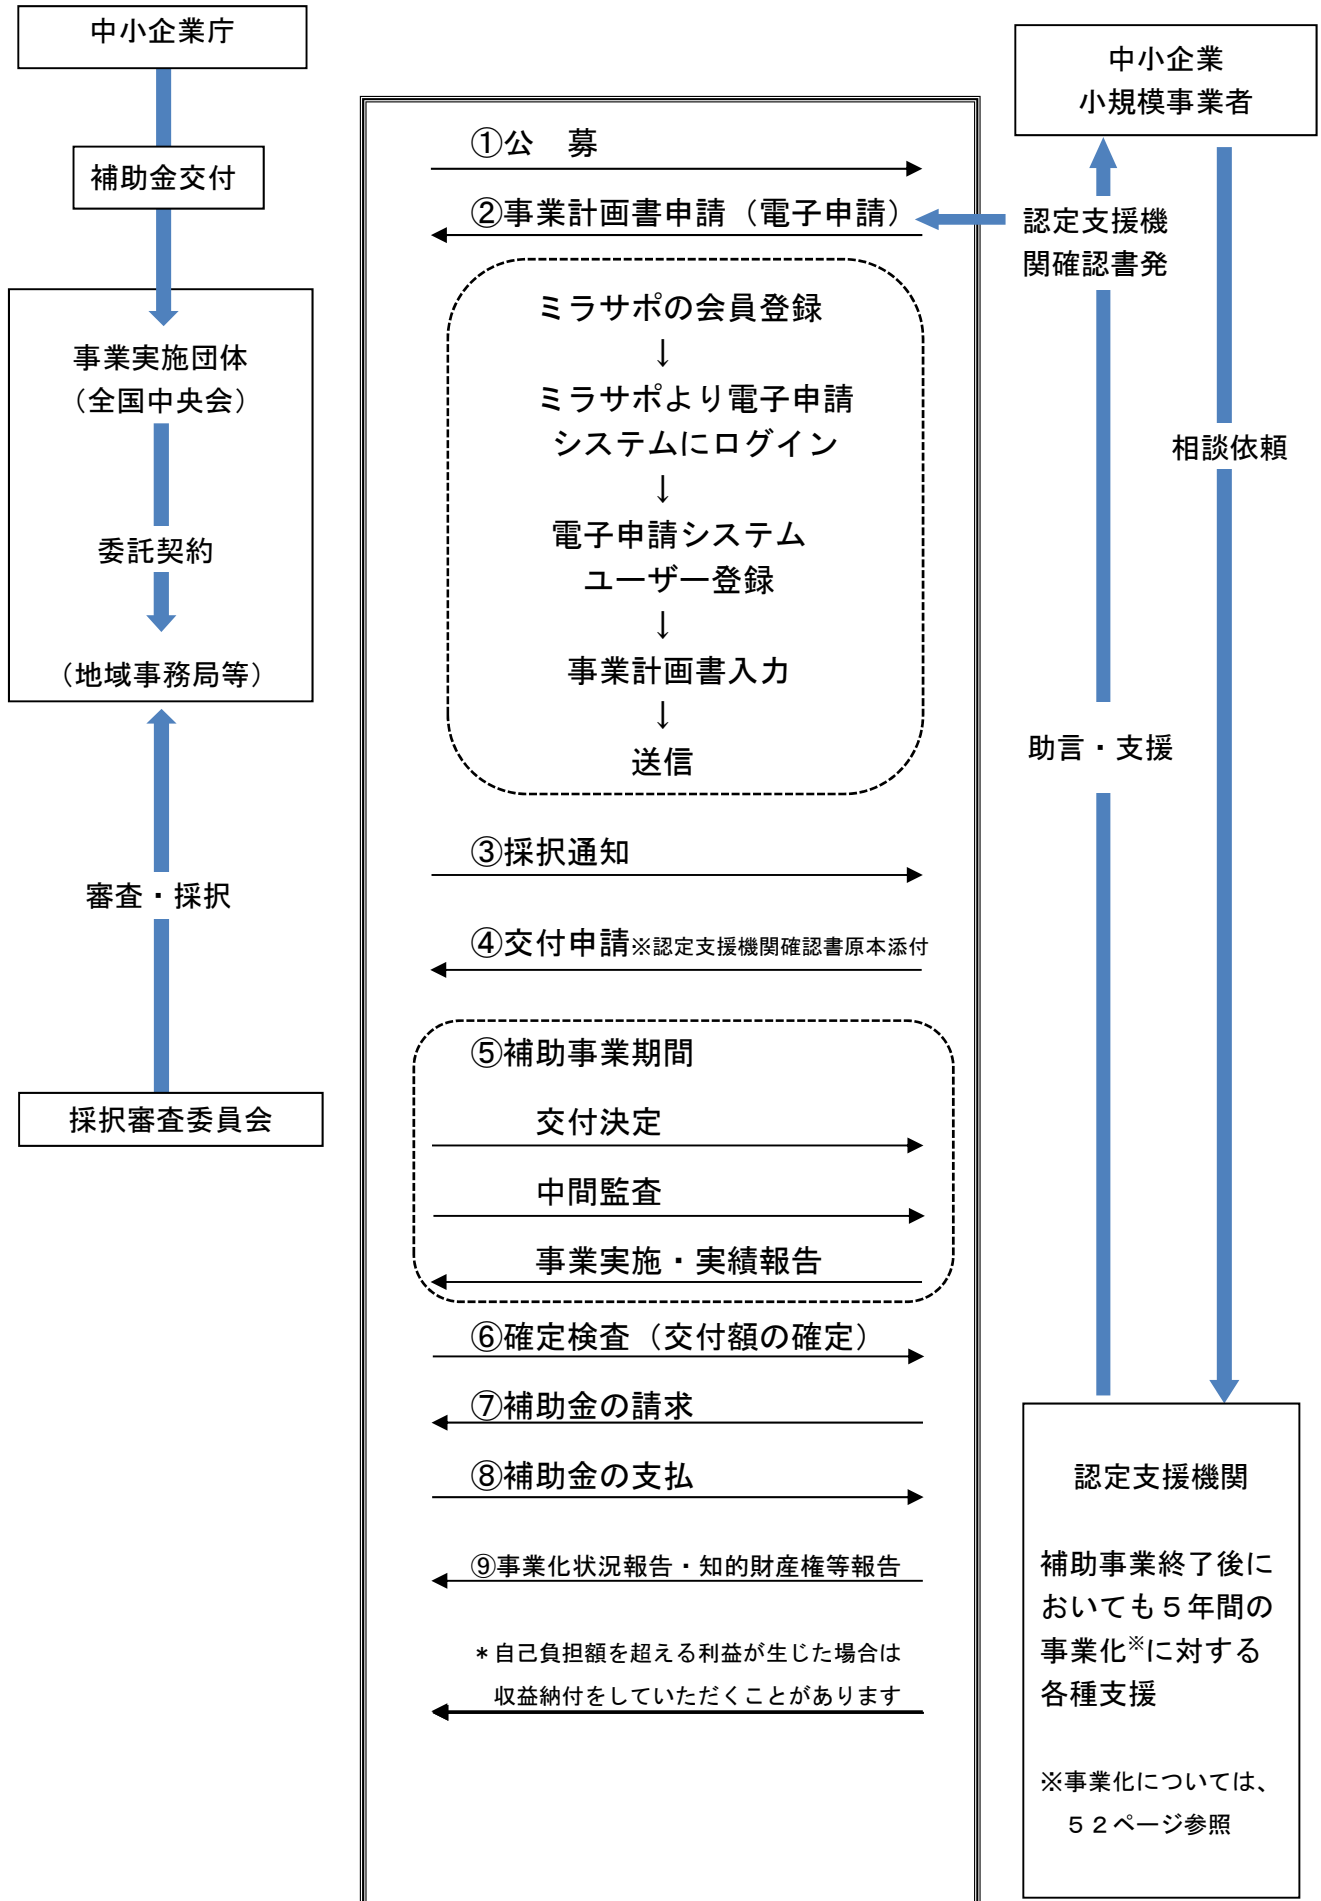 中小企業庁
補助金交付
事業実施団体
（全国中央会）
委託契約
（地域事務局等）
審査・採択
採択審査委員会
①公　募
②事業計画書申請（電子申請）
ミラサポの会員登録
↓
ミラサポより電子申請
システムにログイン
↓
電子申請システム
ユーザー登録
↓
事業計画書入力
↓
送信
③採択通知
④交付申請※認定支援機関確認書原本添付
⑤補助事業期間
交付決定
中間監査
事業実施・実績報告
⑥確定検査（交付額の確定）
⑦補助金の請求
⑧補助金の支払
⑨事業化状況報告・知的財産権等報告
＊自己負担額を超える利益が生じた場合は
収益納付をしていただくことがあります
中小企業
小規模事業者
認定支援機
関確認書発
相談依頼
助言・支援
認定支援機関
補助事業終了後に
おいても５年間の
事業化※に対する
各種支援
※事業化については、
５２ページ参照